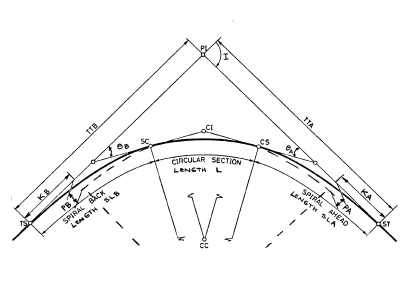 PI
I
TTB
TTA
CI
SC
CS
θB
θA
CIRCULAR SECTION
LENGTH L
KB
KA
PB
PA
SPIRAL BACK
LENGTH SLB
SPIRAL AHEAD
LENGTH SLA
TS
ST
CC